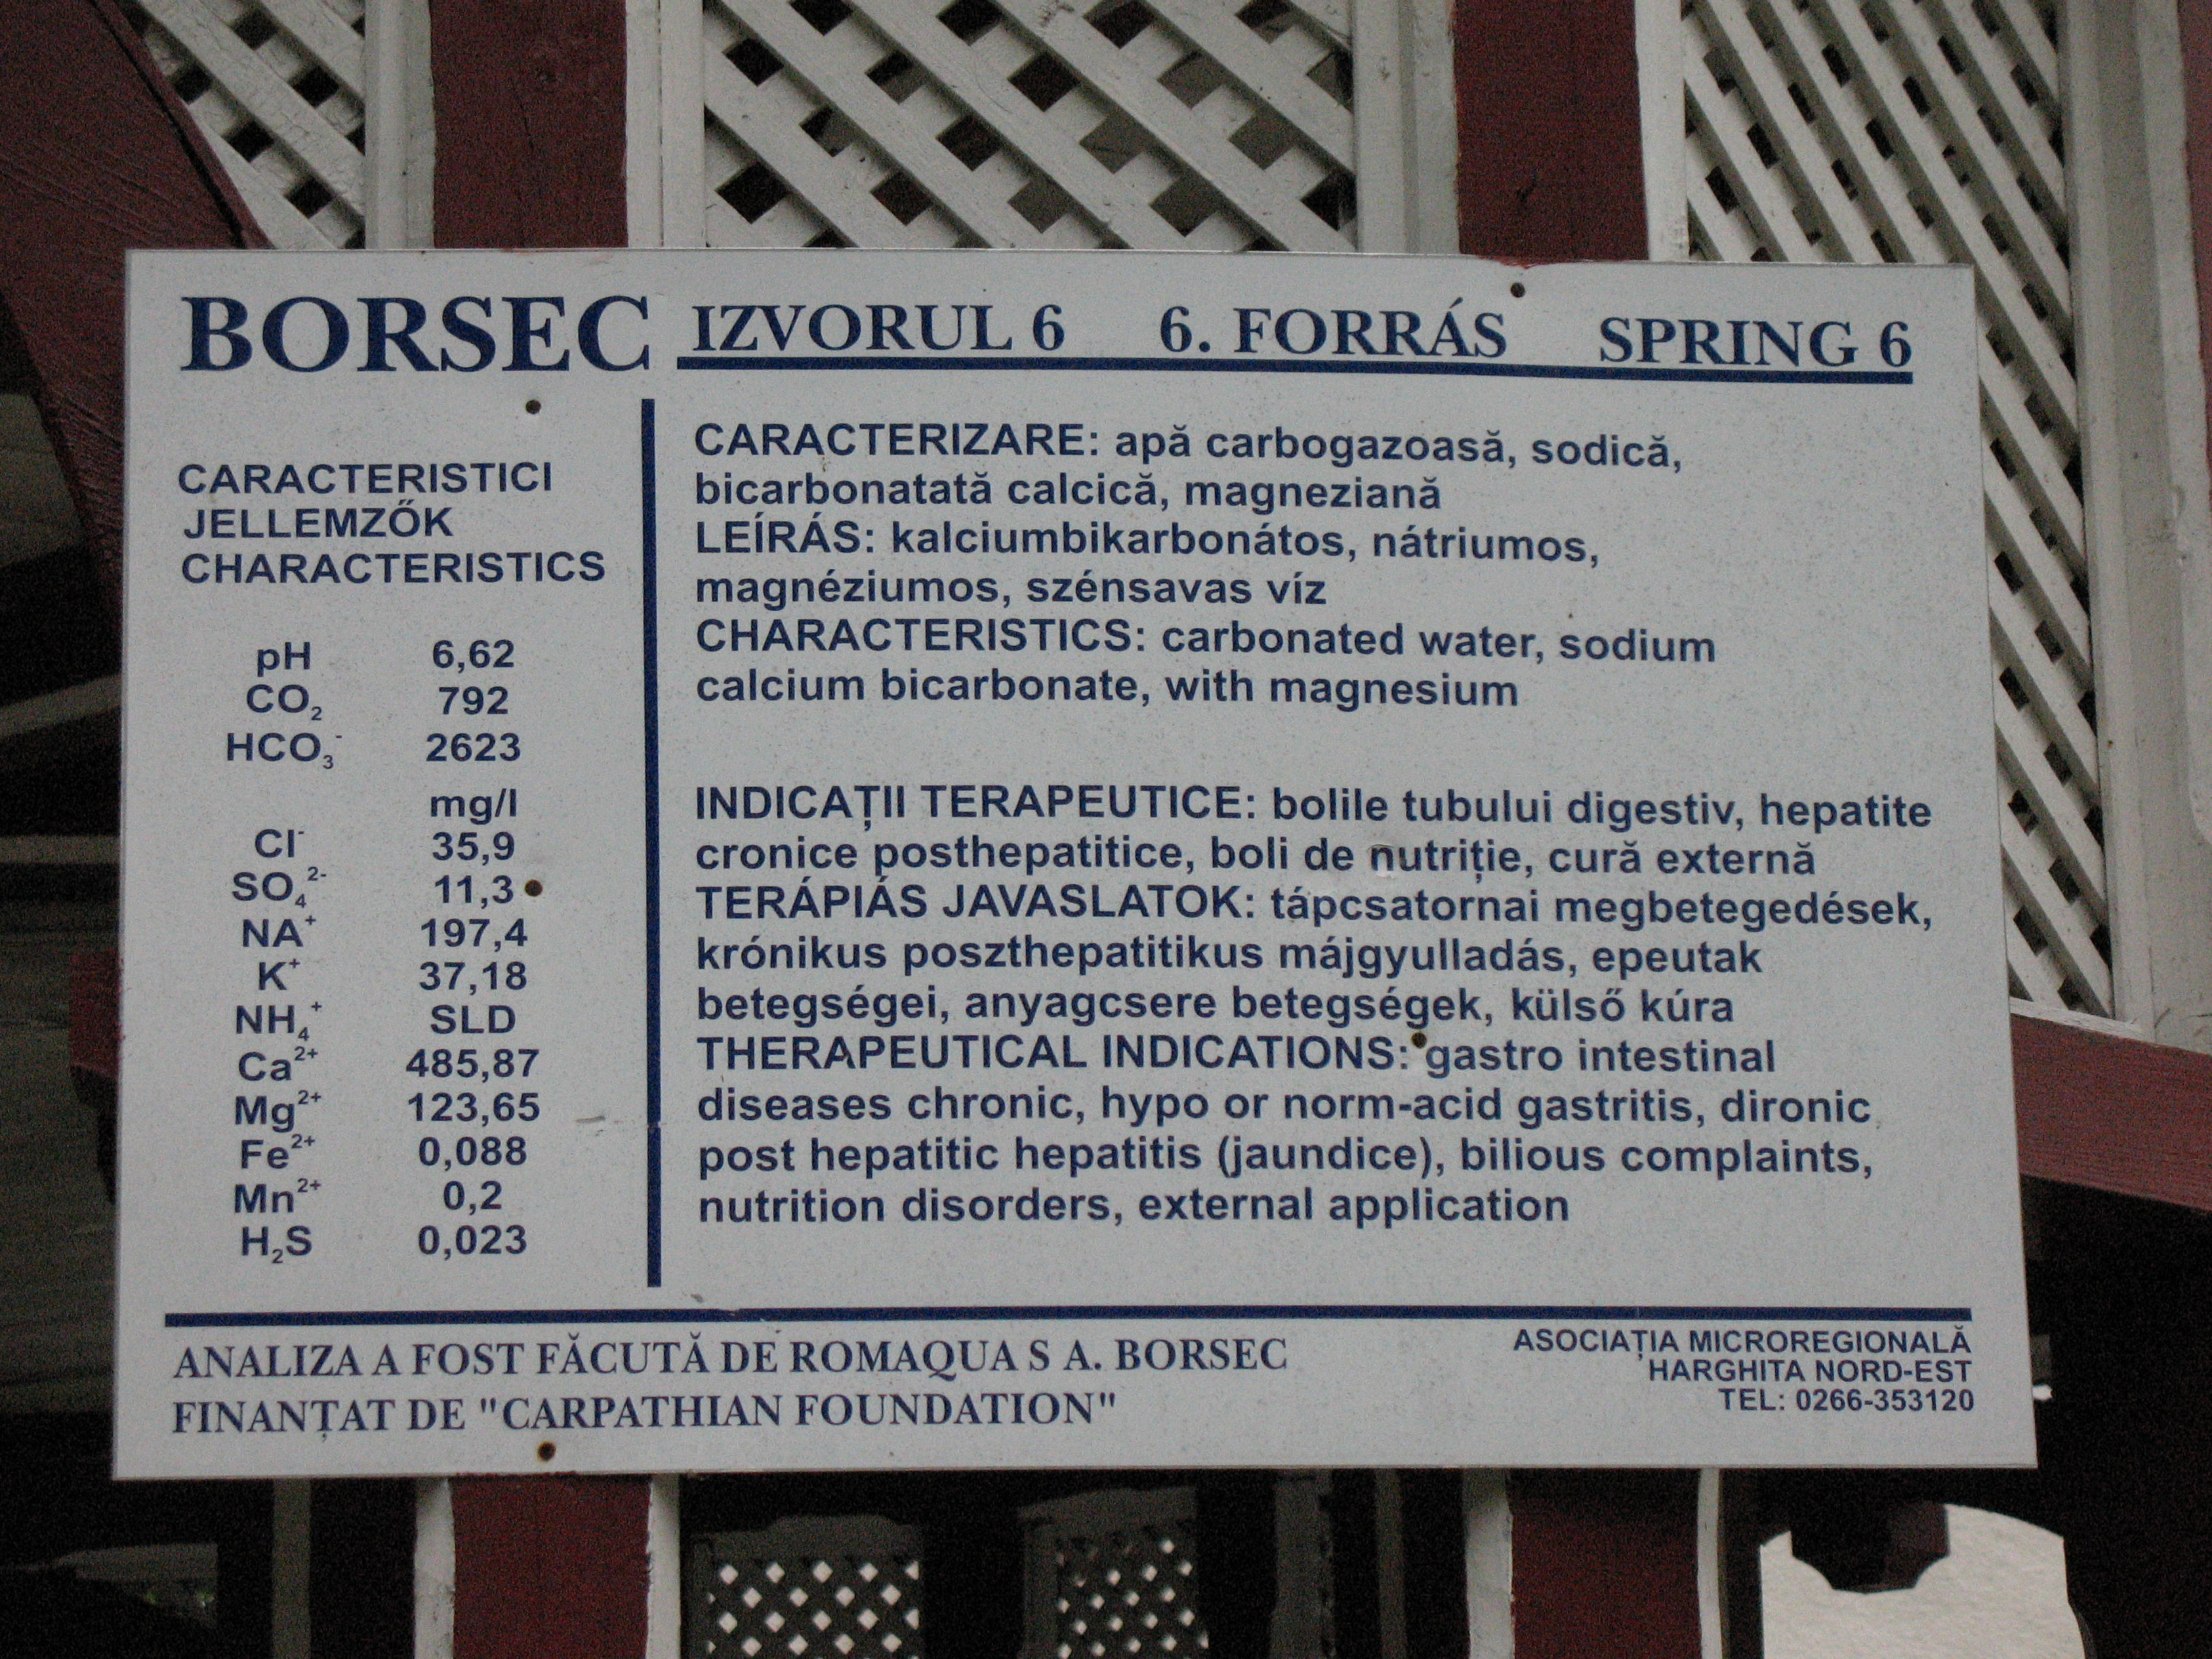 BORSEC IZVORUL 6 6. FORRÁS SPRING 6
CARACTERISTICI
JELLEMZŐK
CHARACTERISTICS
pH 6,62
CO₂ 792
HCO₃⁻ 2623
mg/l
Cl⁻ 35,9
SO₄²⁻ 11,3
NA⁺ 197,4
K⁺ 37,18
NH₄⁺ SLD
Ca²⁺ 485,87
Mg²⁺ 123,65
Fe²⁺ 0,088
Mn²⁺ 0,2
H₂S 0,023
CARACTERIZARE: apă carbogazoasă, sodică,
bicarbonatată calcică, magneziană
LEÍRÁS: kalciumbikarbonátos, nátriumos,
magnéziumos, szénsavas víz
CHARACTERISTICS: carbonated water, sodium
calcium bicarbonate, with magnesium
INDICAȚII TERAPEUTICE: bolile tubului digestiv, hepatite
cronice posthepatitice, boli de nutriție, cură externă
TERÁPIÁS JAVASLATOK: tápcsatornai megbetegedések,
krónikus poszthepatitikus májgyulladás, epeutak
betegségei, anyagcsere betegségek, külső kúra
THERAPEUTICAL INDICATIONS: gastro intestinal
diseases chronic, hypo or norm-acid gastritis, dironic
post hepatitic hepatitis (jaundice), bilious complaints,
nutrition disorders, external application
ANALIZA A FOST FĂCUTĂ DE ROMAQUA S A. BORSEC
FINANȚAT DE "CARPATHIAN FOUNDATION"
ASOCIAȚIA MICROREGIONALĂ
HARGHITA NORD-EST
TEL: 0266-353120